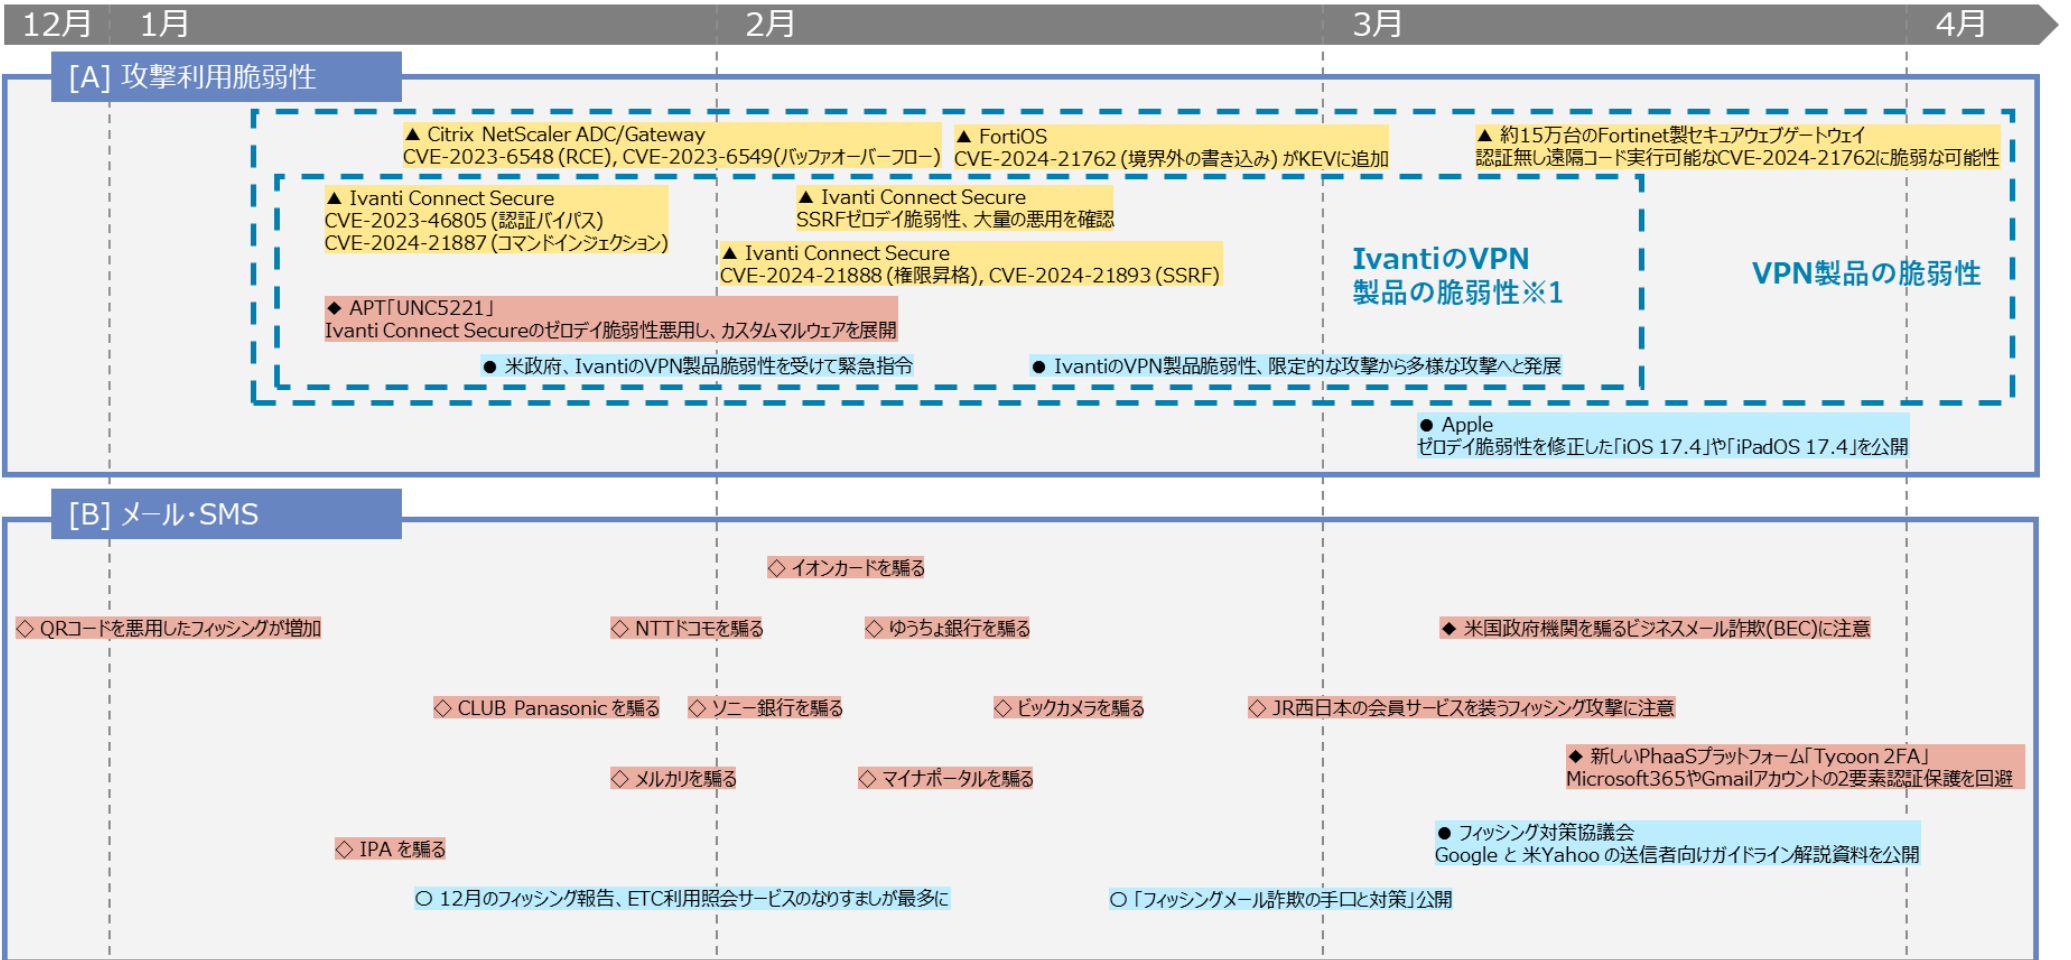 12月
1月
2月
3月
4月
[A] 攻撃利用脆弱性
▲ Citrix NetScaler ADC/Gateway
CVE-2023-6548 (RCE), CVE-2023-6549(バッファオーバーフロー)
▲ FortiOS
CVE-2024-21762 (境界外の書き込み) がKEVに追加
▲ 約15万台のFortinet製セキュアウェブゲートウェイ
認証無し遠隔コード実行可能なCVE-2024-21762に脆弱な可能性
▲ Ivanti Connect Secure
CVE-2023-46805 (認証バイパス)
CVE-2024-21887 (コマンドインジェクション)
▲ Ivanti Connect Secure
SSRFゼロデイ脆弱性、大量の悪用を確認
▲ Ivanti Connect Secure
CVE-2024-21888 (権限昇格), CVE-2024-21893 (SSRF)
IvantiのVPN
製品の脆弱性※1
VPN製品の脆弱性
◆ APT「UNC5221」
Ivanti Connect Secureのゼロデイ脆弱性悪用し、カスタムマルウェアを展開
● 米政府、IvantiのVPN製品脆弱性を受けて緊急指令
● IvantiのVPN製品脆弱性、限定的な攻撃から多様な攻撃へと発展
● Apple
ゼロデイ脆弱性を修正した「iOS 17.4」や「iPadOS 17.4」を公開
[B] メール・SMS
◇ イオンカードを騙る
◇ QRコードを悪用したフィッシングが増加
◇ NTTドコモを騙る
◇ ゆうちょ銀行を騙る
◆ 米国政府機関を騙るビジネスメール詐欺(BEC)に注意
◇ CLUB Panasonic を騙る
◇ ソニー銀行を騙る
◇ ビックカメラを騙る
◇ JR西日本の会員サービスを装うフィッシング攻撃に注意
◆ 新しいPhaaSプラットフォーム「Tycoon 2FA」
Microsoft365やGmailアカウントの2要素認証保護を回避
◇ メルカリを騙る
◇ マイナポータルを騙る
◇ IPA を騙る
● フィッシング対策協議会
Google と 米Yahoo の送信者向けガイドライン解説資料を公開
○ 12月のフィッシング報告、ETC利用照会サービスのなりすましが最多に
○「フィッシングメール詐欺の手口と対策」公開